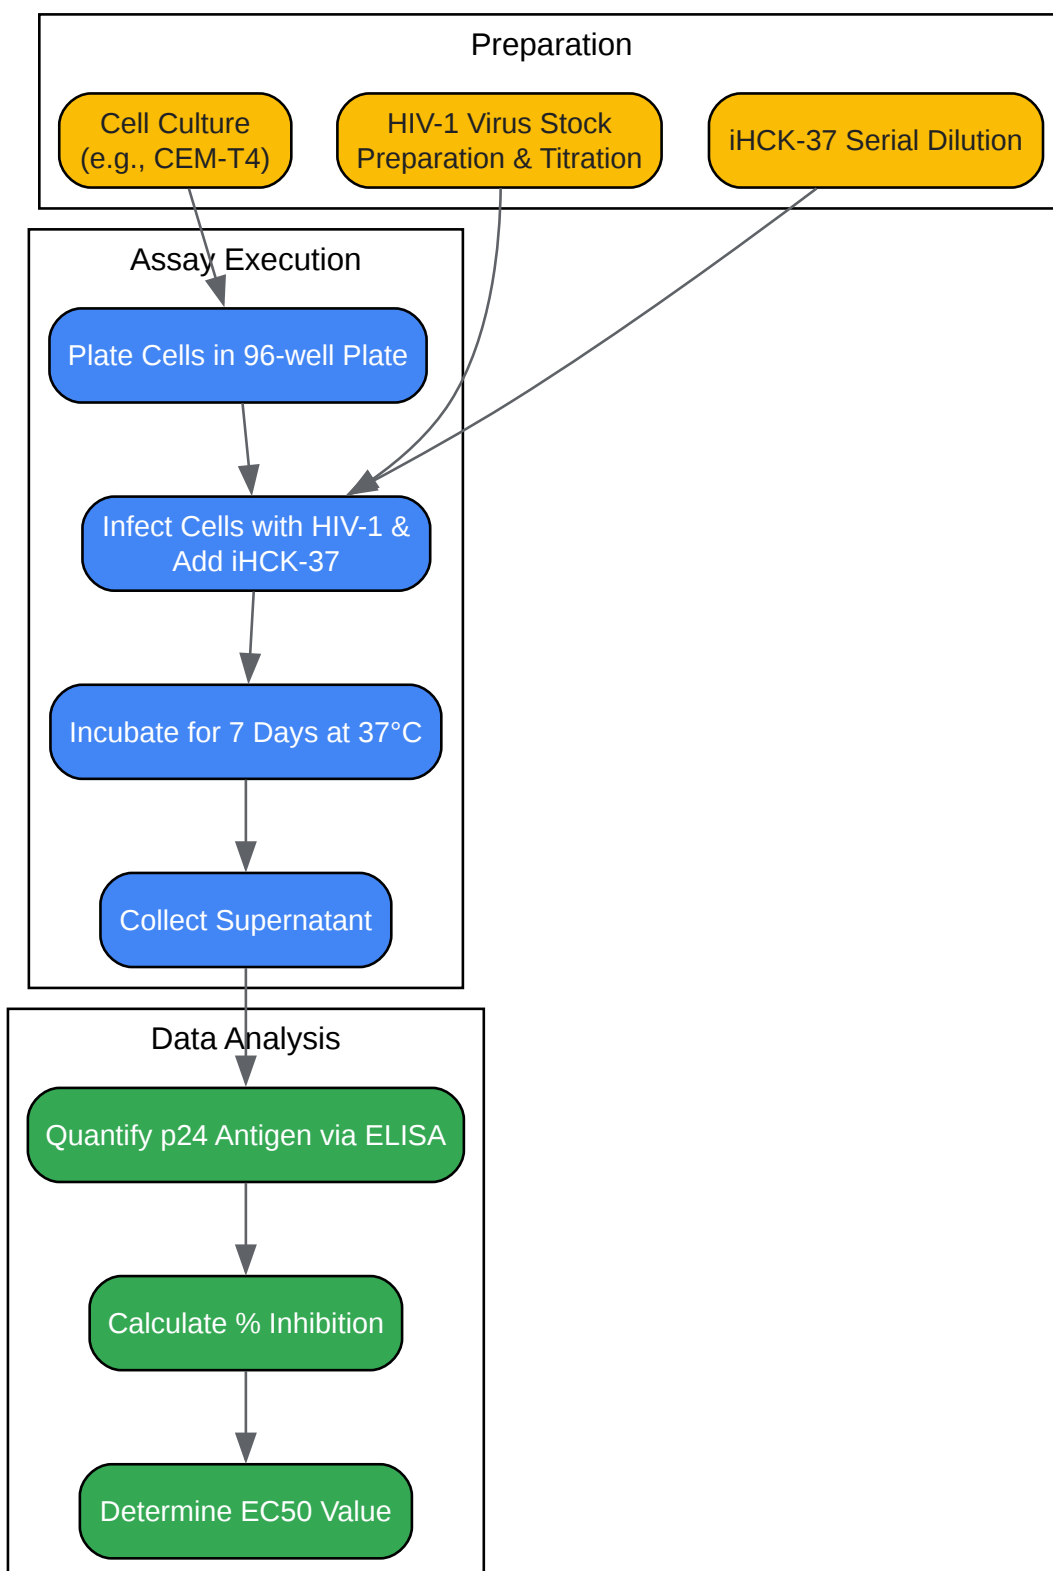 Preparation
Cell Culture
(e.g., CEM-T4)
HIV-1 Virus Stock
Preparation & Titration
iHCK-37 Serial Dilution
Assay Execution
Plate Cells in 96-well Plate
Infect Cells with HIV-1 &
Add iHCK-37
Incubate for 7 Days at 37°C
Collect Supernatant
Data Analysis
Quantify p24 Antigen via ELISA
Calculate % Inhibition
Determine EC50 Value